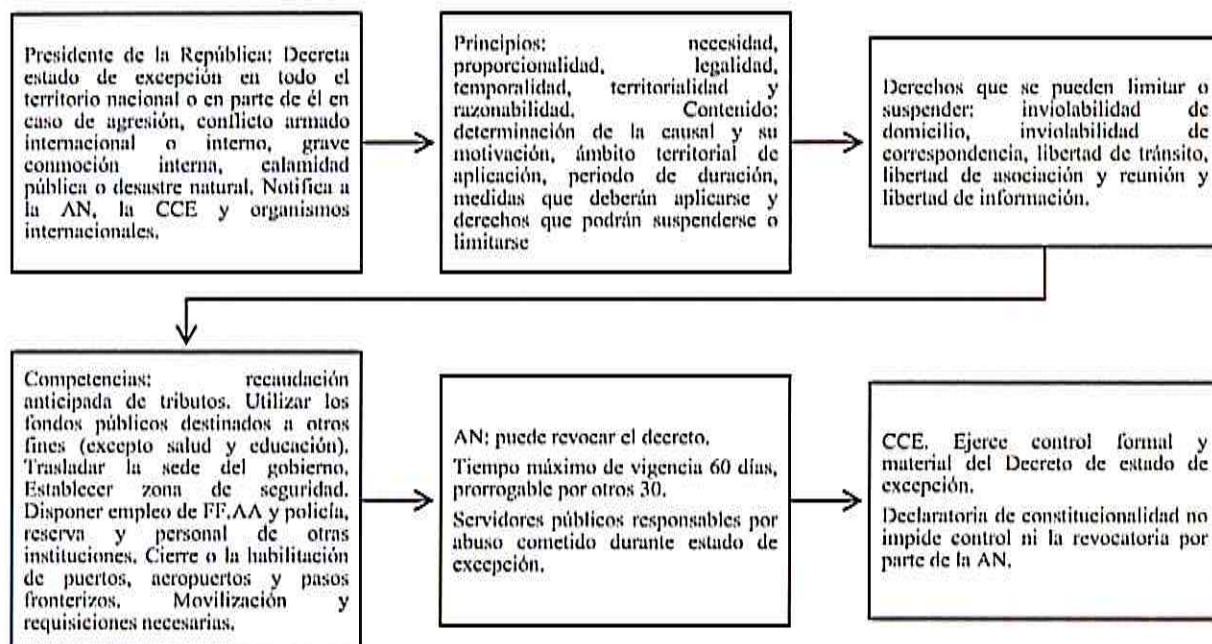 Presidente de la República: Decreta
estado de excepción en todo el
territorio nacional o en parte de él en
caso de agresión, conflicto armado
internacional o interno, grave
conmoción interna, calamidad
pública o desastre natural. Notifica a
la AN, la CCE y organismos
internacionales.
Principios: necesidad,
proporcionalidad, legalidad,
temporalidad, territorialidad y
razonabilidad. Contenido:
determinación de la causal y su
motivación, ámbito territorial de
aplicación, periodo de duración,
medidas que deberán aplicarse y
derechos que podrán suspenderse o
limitarse
Derechos que se pueden limitar o
suspender: inviolabilidad de
domicilio, inviolabilidad de
correspondencia, libertad de tránsito,
libertad de asociación y reunión y
libertad de información.
Competencias: recaudación
anticipada de tributos. Utilizar los
fondos públicos destinados a otros
fines (excepto salud y educación).
Trasladar la sede del gobierno.
Establecer zona de seguridad.
Disponer empleo de FF.AA y policía,
reserva y personal de otras
instituciones. Cierre o la habilitación
de puertos, aeropuertos y pasos
fronterizos. Movilización y
requisiciones necesarias.
AN: puede revocar el decreto.
Tiempo máximo de vigencia 60 días,
prorrogable por otros 30.
Servidores públicos responsables por
abuso cometido durante estado de
excepción.
CCE. Ejerce control formal y
material del Decreto de estado de
excepción.
Declaratoria de constitucionalidad no
impide control ni la revocatoria por
parte de la AN.